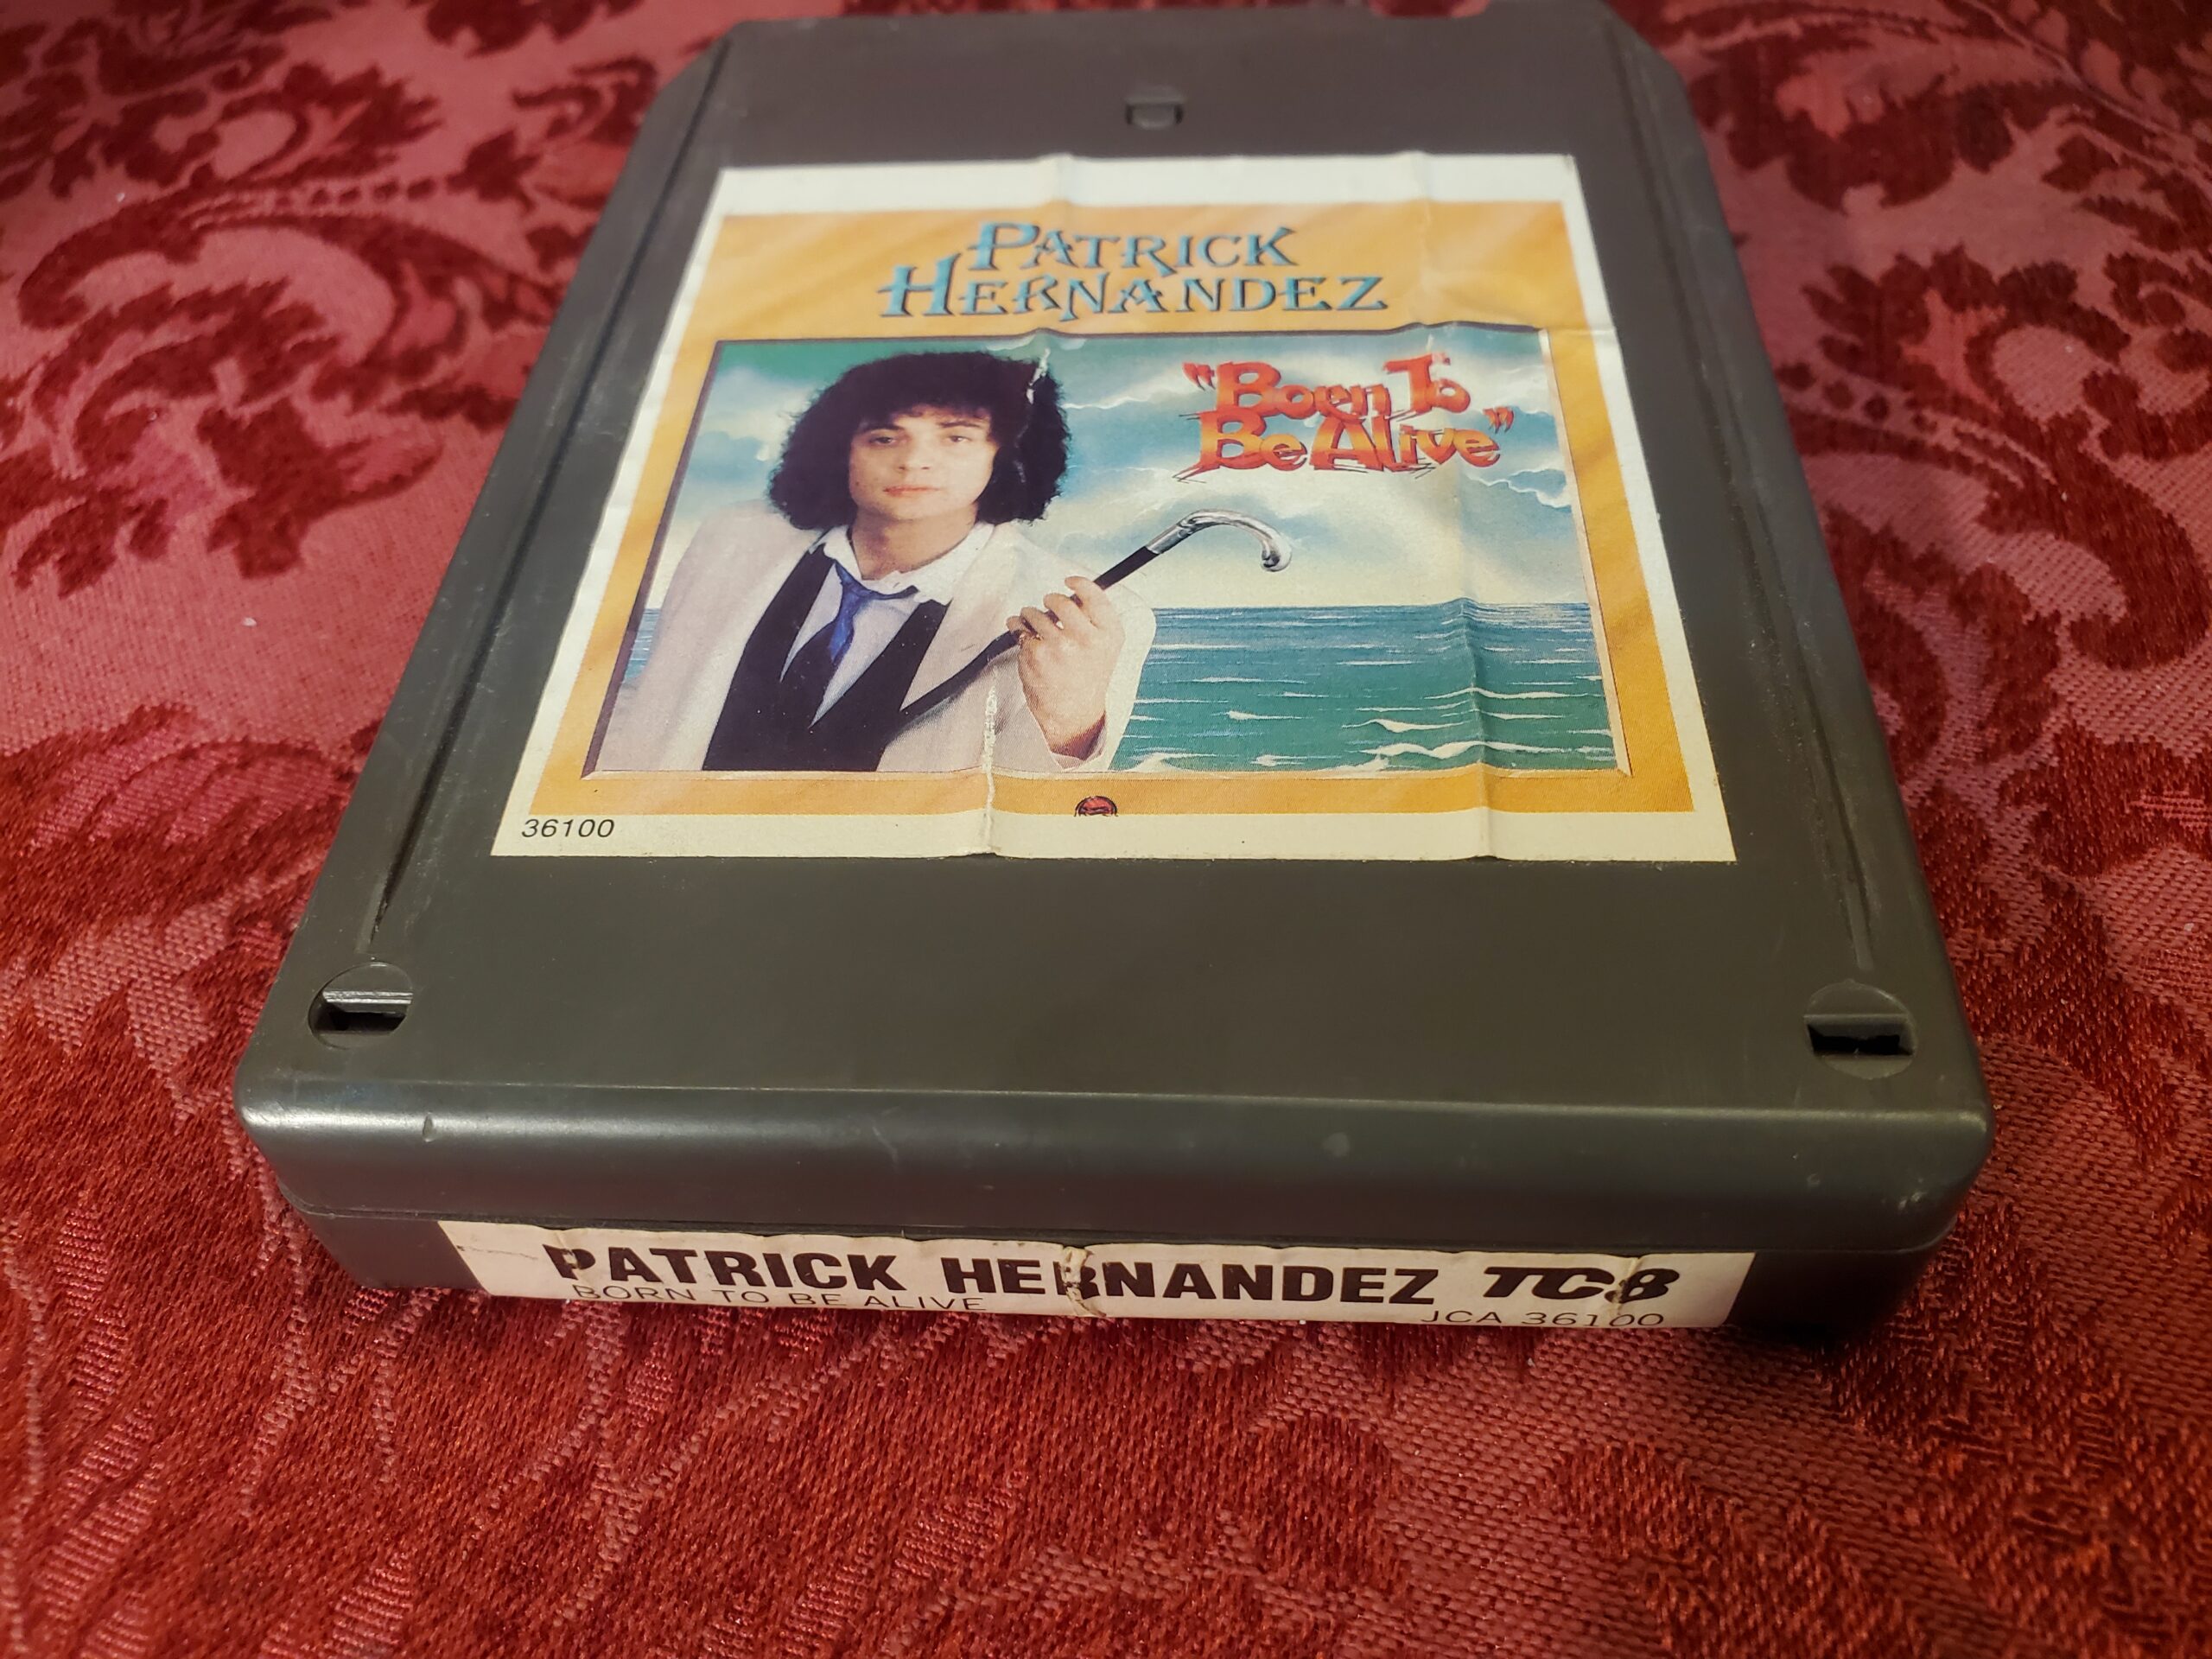 PATRICK
HERNANDEZ
"Born To
Be Alive"
36100
PATRICK HERNANDEZ TC8
BORN TO BE ALIVE JCA 36100